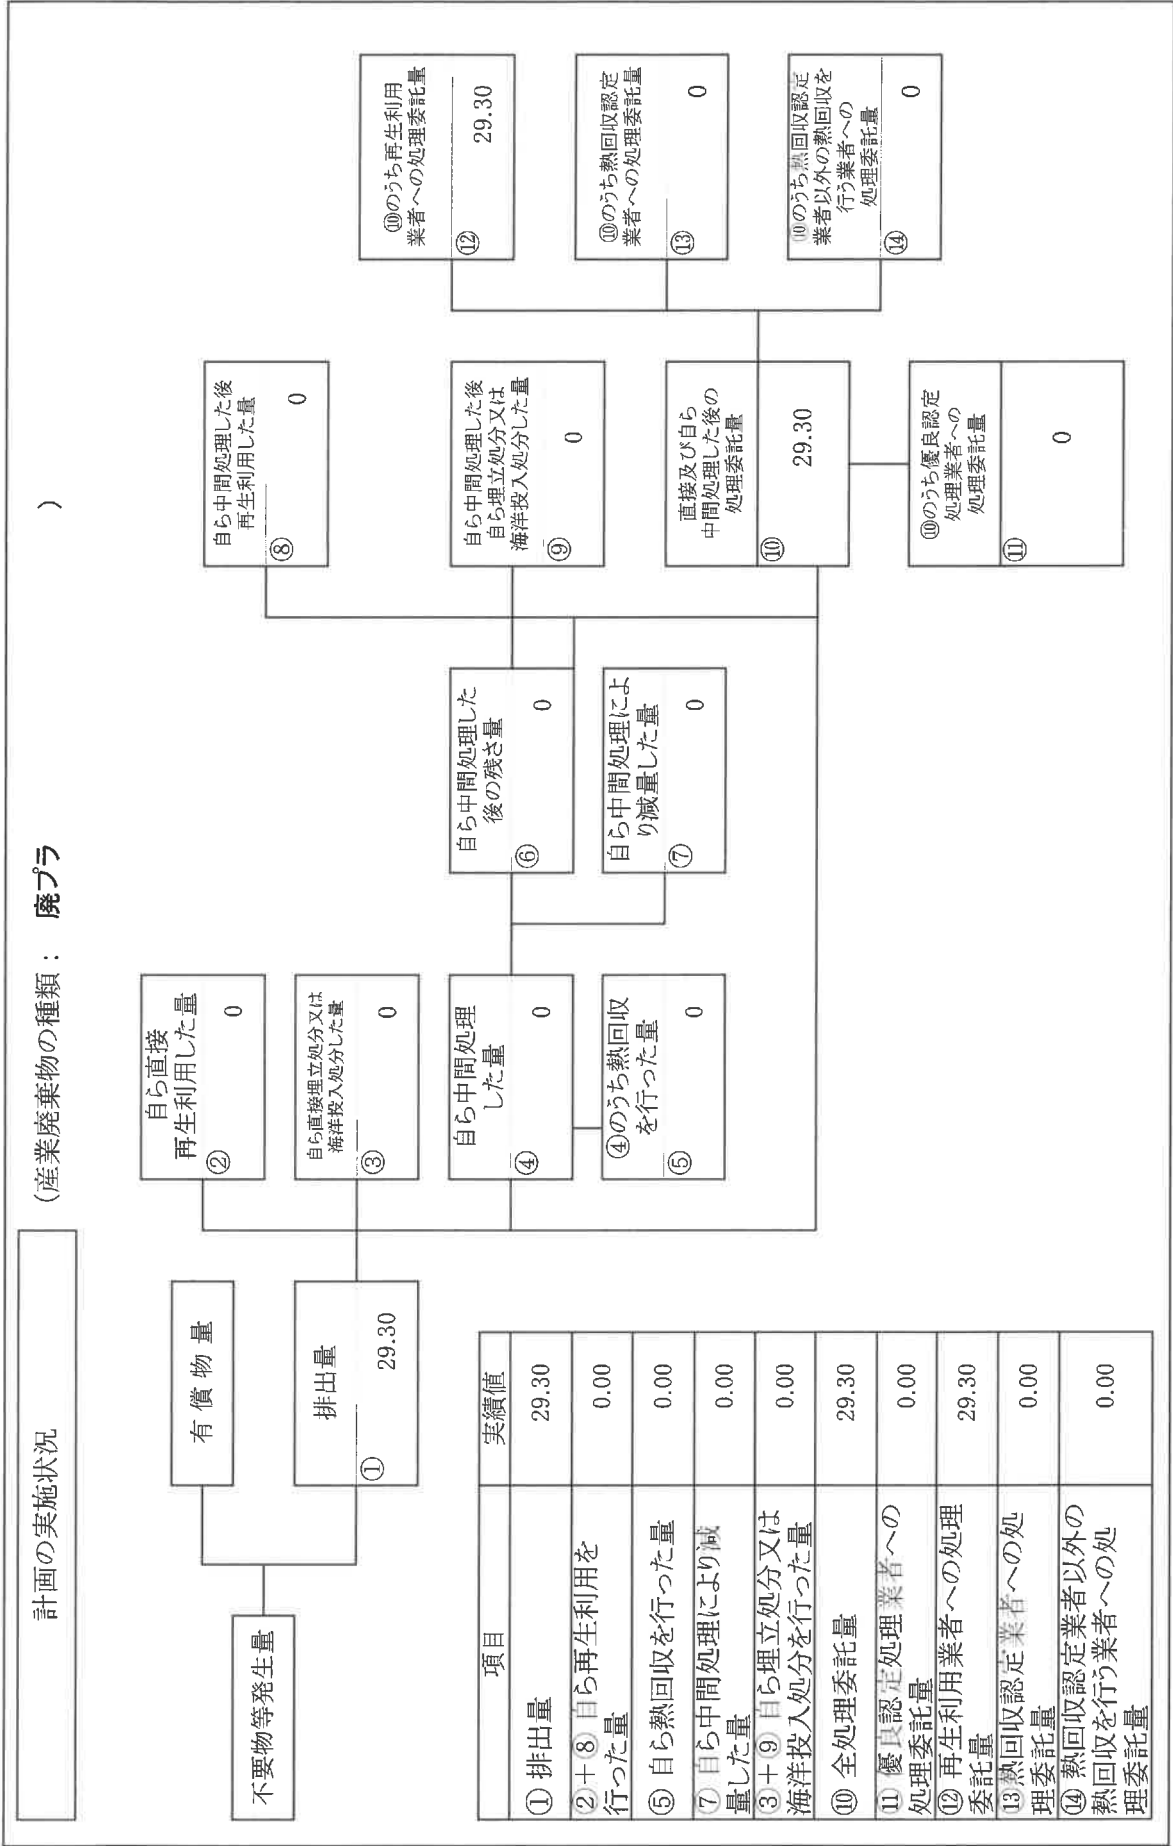 計画の実施状況
(産業廃棄物の種類： 廃プラ )
不要物等発生量
有償物量
排出量
①
29.30
自ら直接
再生利用した量
②
0
自ら直接埋立処分又は
海洋投入処分した量
③
0
自ら中間処理
した量
④
0
④のうち熱回収
を行った量
⑤
0
自ら中間処理した
後の残さ量
⑥
0
自ら中間処理によ
り減量した量
⑦
0
自ら中間処理した後
再生利用した量
⑧
0
自ら中間処理した後
自ら埋立処分又は
海洋投入処分した量
⑨
0
直接及び自ら
中間処理した後の
処理委託量
⑩
29.30
⑩のうち優良認定
処理業者への
処理委託量
⑪
0
⑩のうち再生利用
業者への処理委託量
⑫
29.30
⑩のうち熱回収認定
業者への処理委託量
⑬
0
⑩のうち熱回収認定
業者以外の熱回収を
行う業者への
処理委託量
⑭
0
項目 実績値
①排出量 29.30
②＋⑧ 自ら再生利用を
行った量 0.00
⑤ 自ら熱回収を行った量 0.00
⑦ 自ら中間処理により減
量した量 0.00
③＋⑨ 自ら埋立処分又は
海洋投入処分を行った量 0.00
⑩ 全処理委託量 29.30
⑪ 優良認定処理業者への
処理委託量 0.00
⑫ 再生利用業者への処理
委託量 29.30
⑬熱回収認定業者への処
理委託量 0.00
⑭ 熱回収認定業者以外の
熱回収を行う業者への処
理委託量 0.00